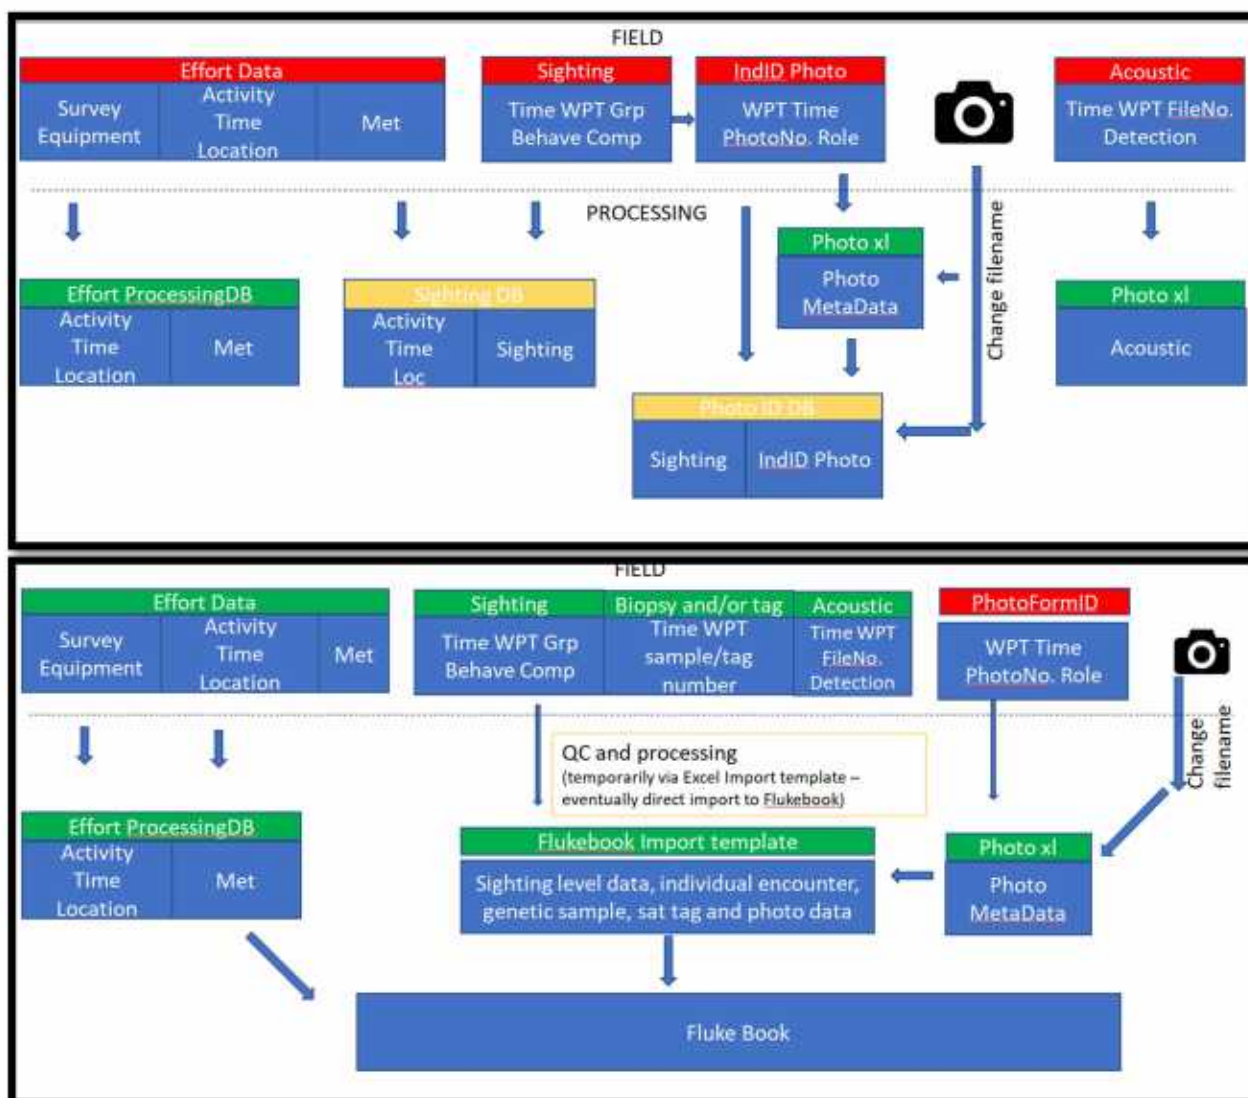 FIELD
Effort Data
Survey
Equipment
Activity
Time
Location
Met
Sighting
Time WPT Grp
Behave Comp
IndID Photo
WPT Time
PhotoNo. Role
Acoustic
Time WPT FileNo.
Detection
PROCESSING
Change filename
Effort ProcessingDB
Activity
Time
Location
Met
Sighting DB
Activity
Time
Loc
Sighting
Photo xl
Photo
MetaData
Photo xl
Acoustic
Photo ID DB
Sighting
IndID Photo
FIELD
Effort Data
Survey
Equipment
Activity
Time
Location
Met
Sighting
Time WPT Grp
Behave Comp
Biopsy and/or tag
Time WPT
sample/tag
number
Acoustic
Time WPT
FileNo.
Detection
PhotoFormID
WPT Time
PhotoNo. Role
Change
filename
QC and processing
(temporarily via Excel Import template –
eventually direct import to Flukebook)
Effort ProcessingDB
Activity
Time
Location
Met
Flukebook Import template
Sighting level data, individual encounter,
genetic sample, sat tag and photo data
Photo xl
Photo
MetaData
Fluke Book